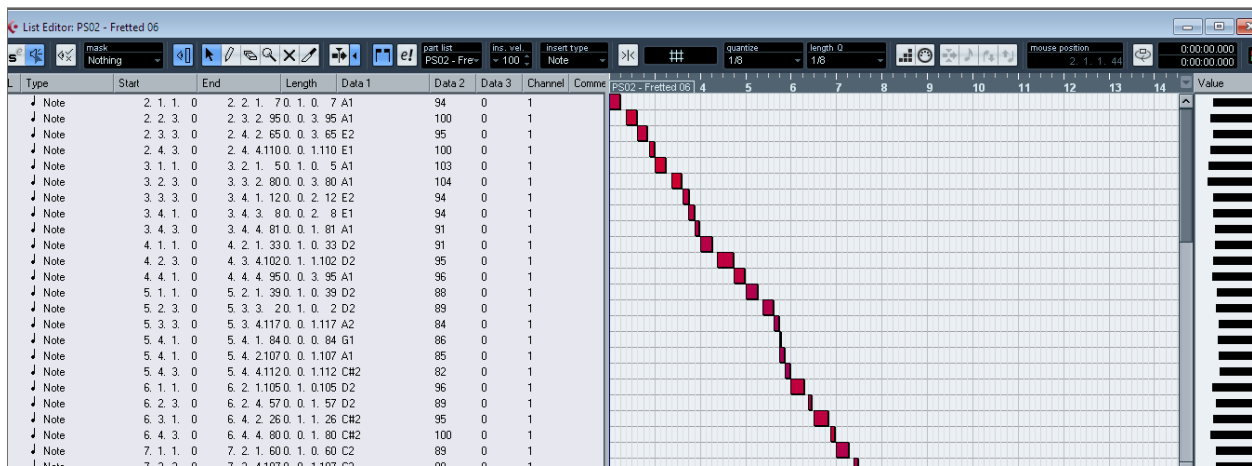 List Editor: PS02 - Fretted 06
mask part list ins. vel. insert type quantize length Q mouse position 0:00:00.000
Nothing e! PS02 - Fre 100 Note 1/8 1/8 2. 1. 1. 44 0:00:00.000
L Type Start End Length Data 1 Data 2 Data 3 Channel Comme PS02 - Fretted 06 4 5 6 7 8 9 10 11 12 13 14 Value
Note 2. 1. 1. 0 2. 2. 1. 7 0. 1. 0. 7 A1 94 0 1
Note 2. 2. 3. 0 2. 3. 2. 95 0. 0. 3. 95 A1 100 0 1
Note 2. 3. 3. 0 2. 4. 2. 65 0. 0. 3. 65 E2 95 0 1
Note 2. 4. 3. 0 2. 4. 4.110 0. 0. 1.110 E1 100 0 1
Note 3. 1. 1. 0 3. 2. 1. 5 0. 1. 0. 5 A1 103 0 1
Note 3. 2. 3. 0 3. 3. 2. 80 0. 0. 3. 80 A1 104 0 1
Note 3. 3. 3. 0 3. 4. 1. 12 0. 0. 2. 12 E2 94 0 1
Note 3. 4. 1. 0 3. 4. 3. 8 0. 0. 2. 8 E1 94 0 1
Note 3. 4. 3. 0 3. 4. 4. 81 0. 0. 1. 81 A1 91 0 1
Note 4. 1. 1. 0 4. 2. 1. 33 0. 1. 0. 33 D2 91 0 1
Note 4. 2. 3. 0 4. 3. 4.102 0. 1. 1.102 D2 95 0 1
Note 4. 4. 1. 0 4. 4. 4. 95 0. 0. 3. 95 A1 96 0 1
Note 5. 1. 1. 0 5. 2. 1. 39 0. 1. 0. 39 D2 88 0 1
Note 5. 2. 3. 0 5. 3. 3. 2 0. 1. 0. 2 D2 89 0 1
Note 5. 3. 3. 0 5. 3. 4.117 0. 0. 1.117 A2 84 0 1
Note 5. 4. 1. 0 5. 4. 1. 84 0. 0. 0. 84 G1 86 0 1
Note 5. 4. 1. 0 5. 4. 2.107 0. 0. 1.107 A1 85 0 1
Note 5. 4. 3. 0 5. 4. 4.112 0. 0. 1.112 C#2 82 0 1
Note 6. 1. 1. 0 6. 2. 1.105 0. 1. 0.105 D2 96 0 1
Note 6. 2. 3. 0 6. 2. 4. 57 0. 0. 1. 57 D2 89 0 1
Note 6. 3. 1. 0 6. 4. 2. 26 0. 1. 1. 26 C#2 95 0 1
Note 6. 4. 3. 0 6. 4. 4. 80 0. 0. 1. 80 C#2 100 0 1
Note 7. 1. 1. 0 7. 2. 1. 60 0. 1. 0. 60 C2 89 0 1